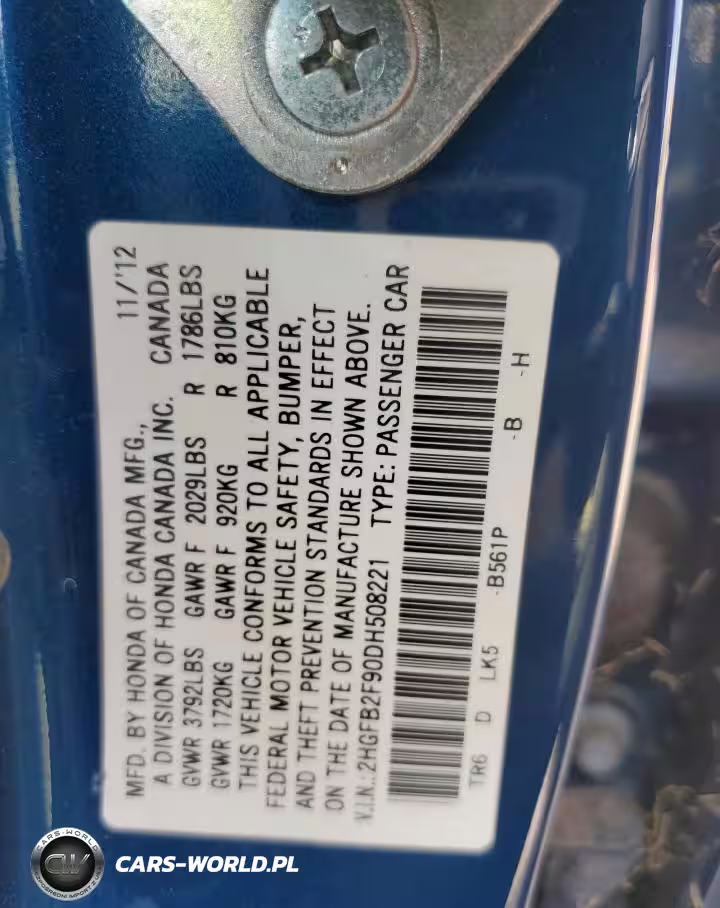 MFD. BY HONDA OF CANADA MFG., 11/'12
A DIVISION OF HONDA CANADA INC. CANADA
GVWR 3792LBS GAWR F 2029LBS R 1786LBS
GVWR 1720KG GAWR F 920KG R 810KG
THIS VEHICLE CONFORMS TO ALL APPLICABLE
FEDERAL MOTOR VEHICLE SAFETY, BUMPER,
AND THEFT PREVENTION STANDARDS IN EFFECT
ON THE DATE OF MANUFACTURE SHOWN ABOVE.
V.I.N.: 2HGFB2F90DH508221 TYPE: PASSENGER CAR
TR6 D LK5 -B561P -B -H
CARS-WORLD
CW
CARS-WORLD.PL